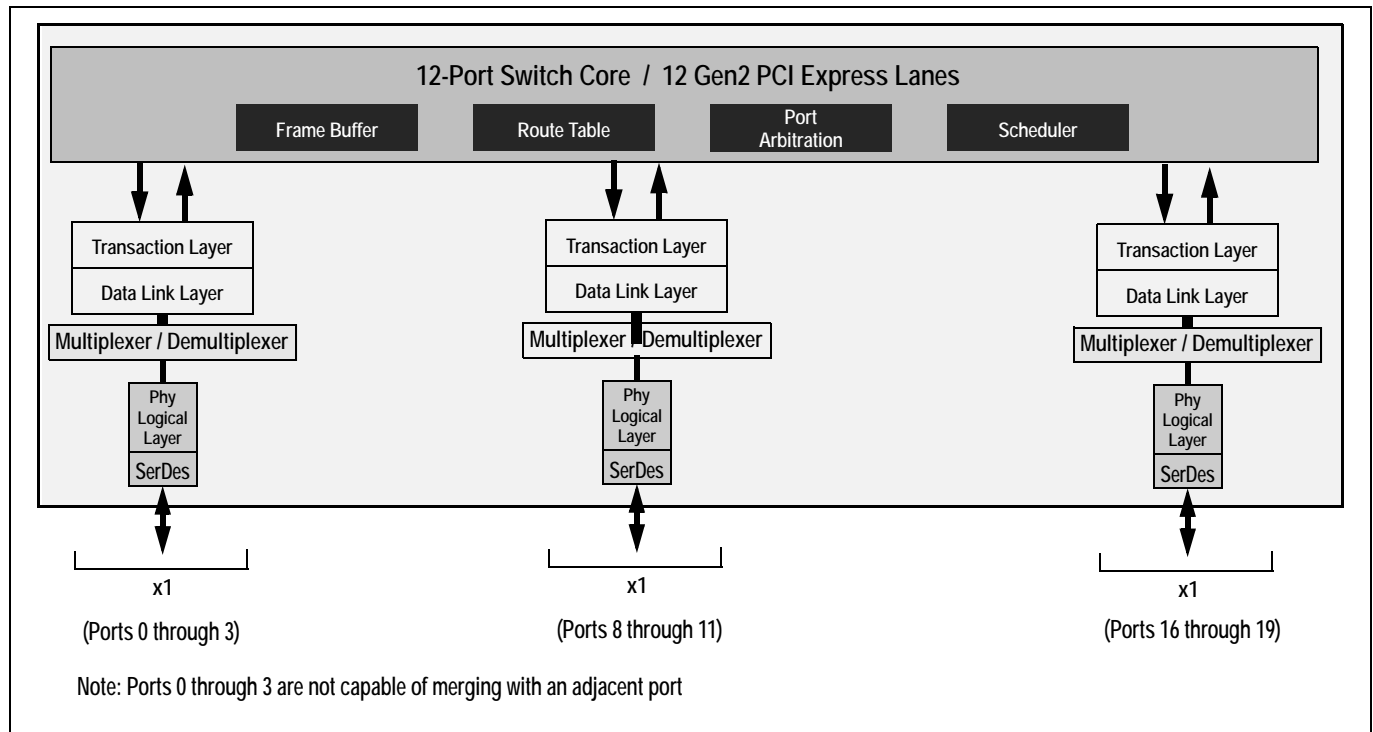 12-Port Switch Core / 12 Gen2 PCI Express Lanes
Frame Buffer
Route Table
Port
Arbitration
Scheduler
Transaction Layer
Data Link Layer
Multiplexer / Demultiplexer
Phy
Logical
Layer
SerDes
x1
(Ports 0 through 3)
Transaction Layer
Data Link Layer
Multiplexer / Demultiplexer
Phy
Logical
Layer
SerDes
x1
(Ports 8 through 11)
Transaction Layer
Data Link Layer
Multiplexer / Demultiplexer
Phy
Logical
Layer
SerDes
x1
(Ports 16 through 19)
Note: Ports 0 through 3 are not capable of merging with an adjacent port